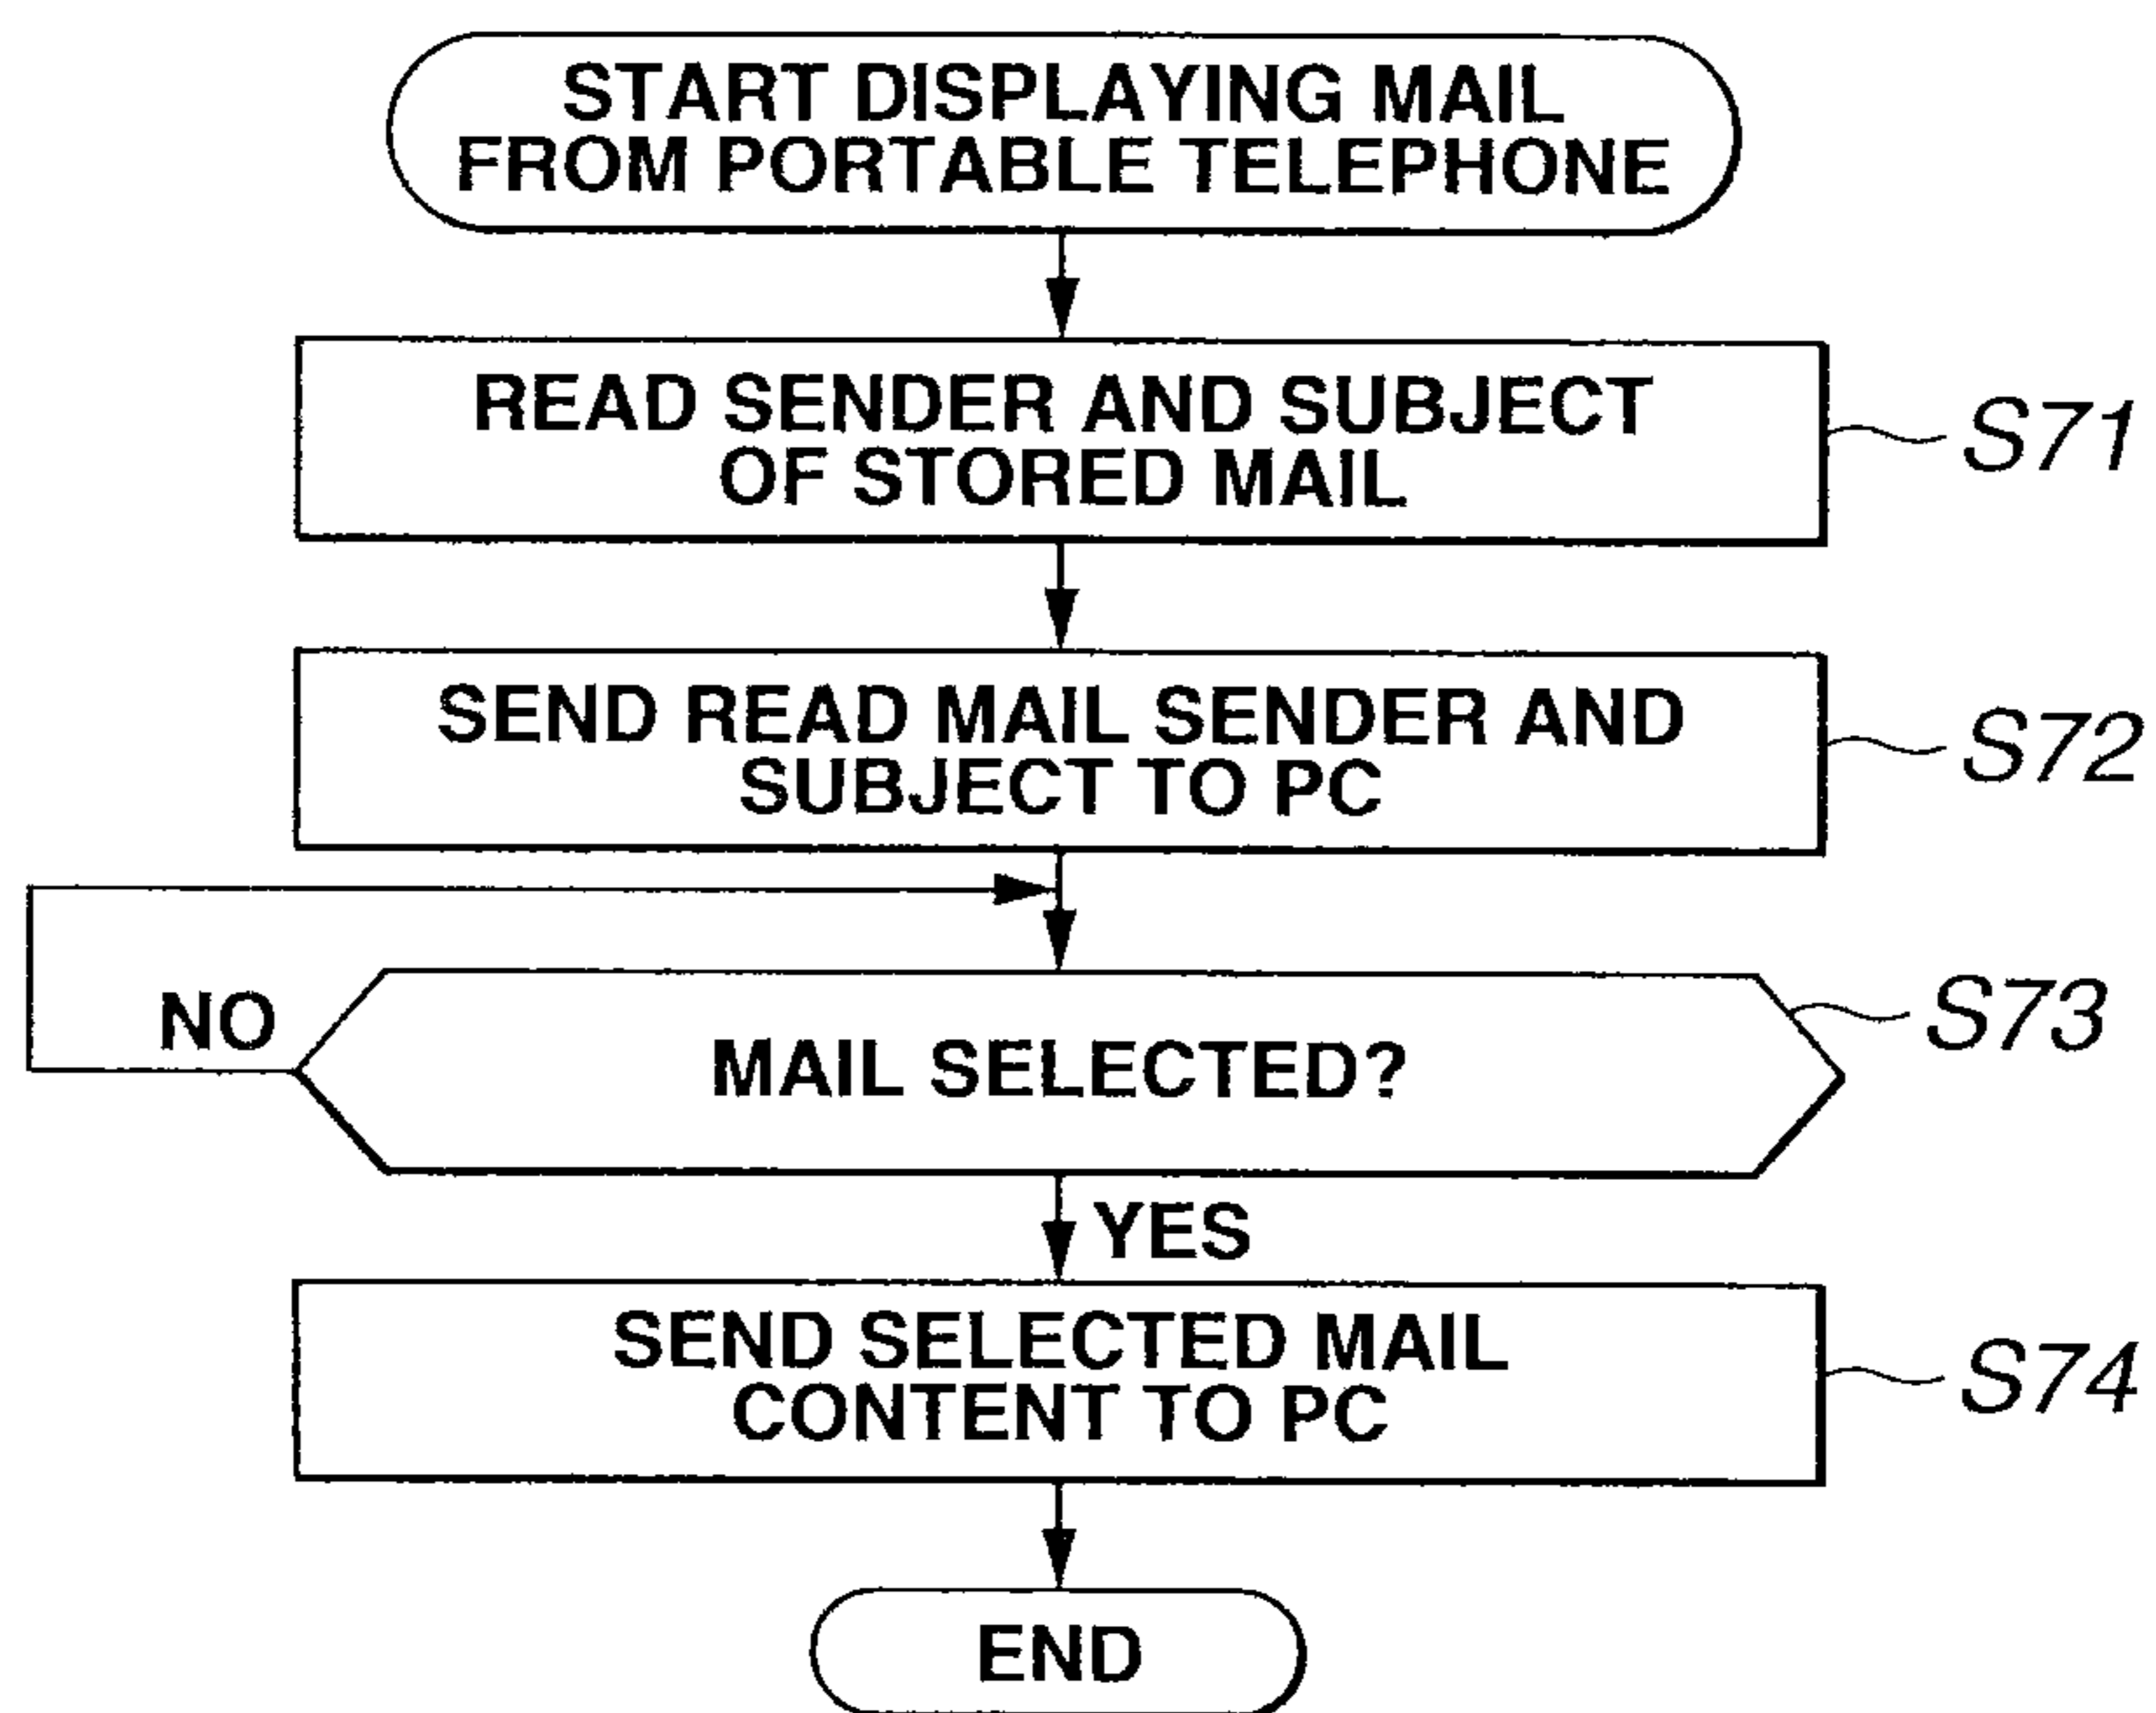 START DISPLAYING MAIL
FROM PORTABLE TELEPHONE
READ SENDER AND SUBJECT
OF STORED MAIL
S71
SEND READ MAIL SENDER AND
SUBJECT TO PC
S72
NO
MAIL SELECTED?
S73
YES
SEND SELECTED MAIL
CONTENT TO PC
S74
END